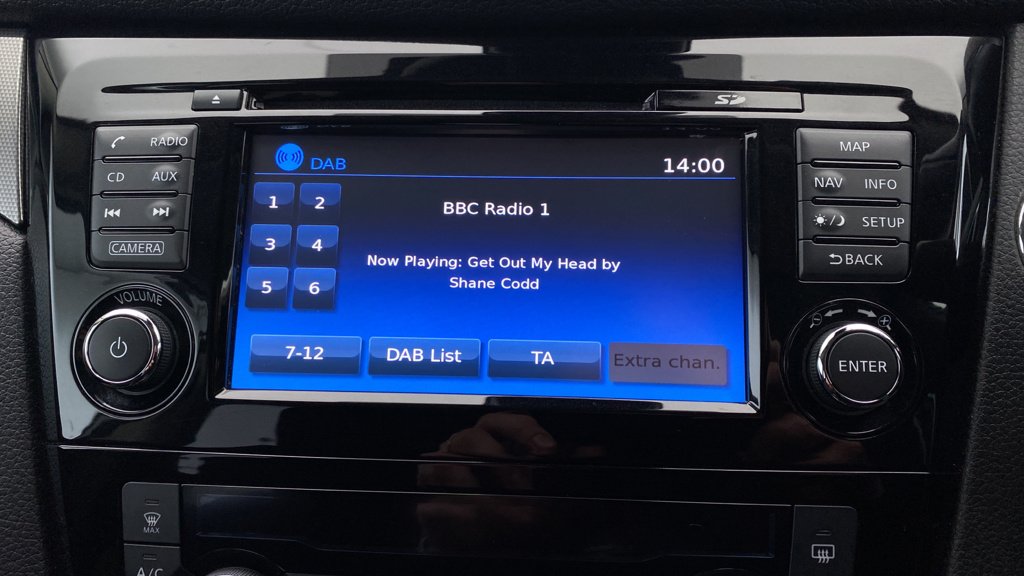 SD
RADIO
CD AUX
CAMERA
VOLUME
DAB
14:00
1 2
3 4
5 6
BBC Radio 1
Now Playing: Get Out My Head by
Shane Codd
7-12
DAB List
TA
Extra chan.
MAP
NAV INFO
SETUP
BACK
ENTER
MAX
A/C